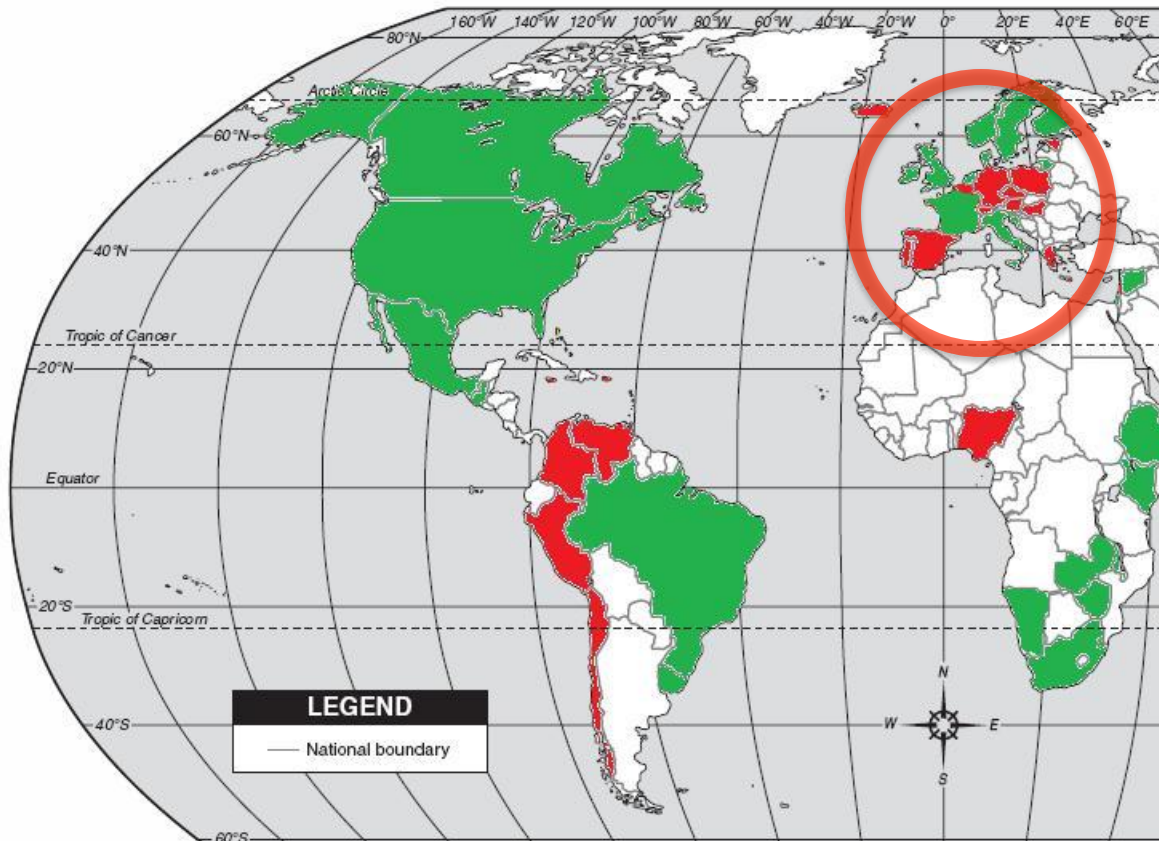 160°W 140°W 120°W 100°W 80°W 60°W 40°W 20°W 0° 20°E 40°E 60°E
80°N
Arctic Circle
60°N
40°N
Tropic of Cancer
20°N
Equator
20°S
Tropic of Capricorn
N
LEGEND
40°S
W E
National boundary
S
60°S